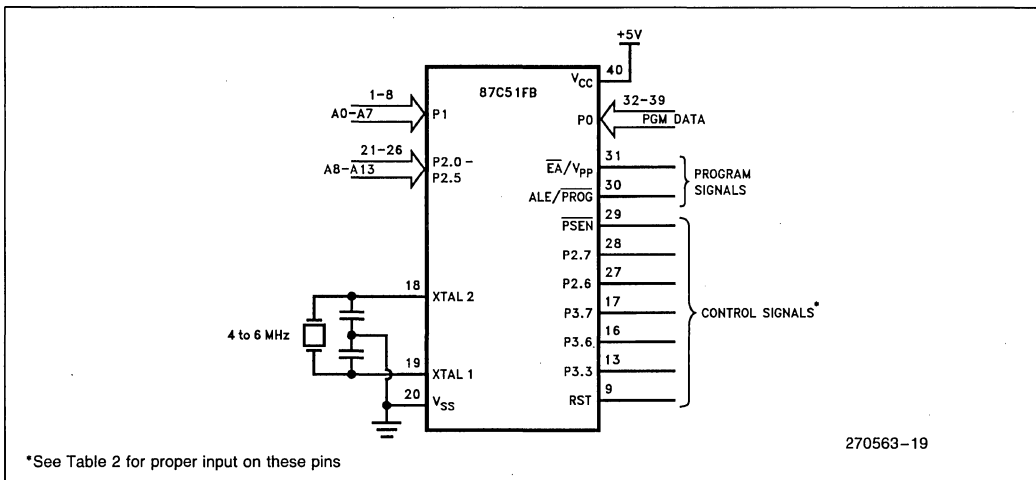 +5V
40
VCC
87C51FB
1-8
A0-A7
P1
32-39
P0
PGM DATA
21-26
A8-A13
P2.0-
P2.5
31
EA/VPP
30
ALE/PROG
PROGRAM
SIGNALS
29
PSEN
28
P2.7
27
P2.6
17
P3.7
16
P3.6
13
P3.3
9
RST
CONTROL SIGNALS*
18
XTAL 2
4 to 6 MHz
19
XTAL 1
20
VSS
270563-19
*See Table 2 for proper input on these pins